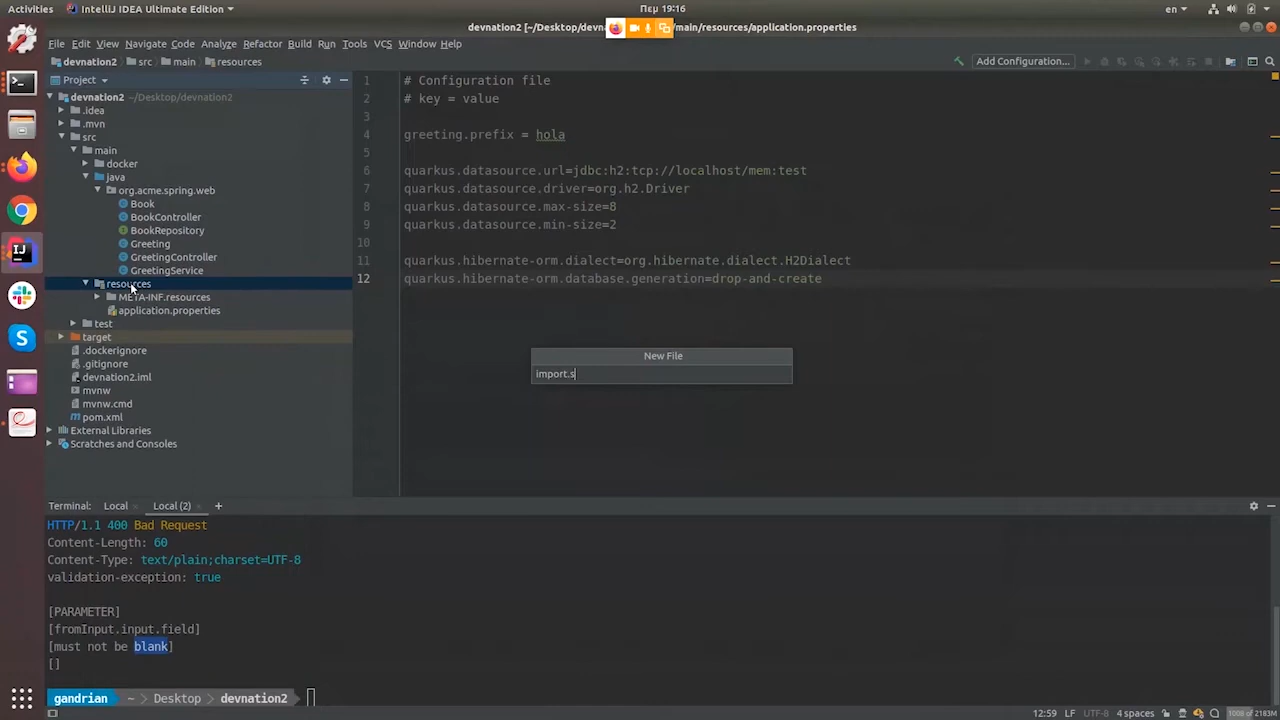 Activities
IntelliJ IDEA Ultimate Edition
Πεμ 19:16
en
devnation2 [~/Desktop/devna
/main/resources/application.properties
File Edit View Navigate Code Analyze Refactor Build Run Tools VCS Window Help
devnation2 src main resources
Add Configuration...
Project
devnation2 ~/Desktop/devnation2
.idea
.mvn
src
main
docker
java
org.acme.spring.web
Book
BookController
BookRepository
Greeting
GreetingController
GreetingService
resources
META-INF.resources
application.properties
test
target
.dockerignore
.gitignore
devnation2.iml
mvnw
mvnw.cmd
pom.xml
External Libraries
Scratches and Consoles
1 # Configuration file
2 # key = value
3
4 greeting.prefix = hola
5
6 quarkus.datasource.url=jdbc:h2:tcp://localhost/mem:test
7 quarkus.datasource.driver=org.h2.Driver
8 quarkus.datasource.max-size=8
9 quarkus.datasource.min-size=2
10
11 quarkus.hibernate-orm.dialect=org.hibernate.dialect.H2Dialect
12 quarkus.hibernate-orm.database.generation=drop-and-create
New File
import.s
Terminal: Local Local (2) +
HTTP/1.1 400 Bad Request
Content-Length: 60
Content-Type: text/plain;charset=UTF-8
validation-exception: true
[PARAMETER]
[fromInput.input.field]
[must not be blank]
[]
gandrian ~ Desktop devnation2
12:59 LF UTF-8 4 spaces 1008 of 2183M